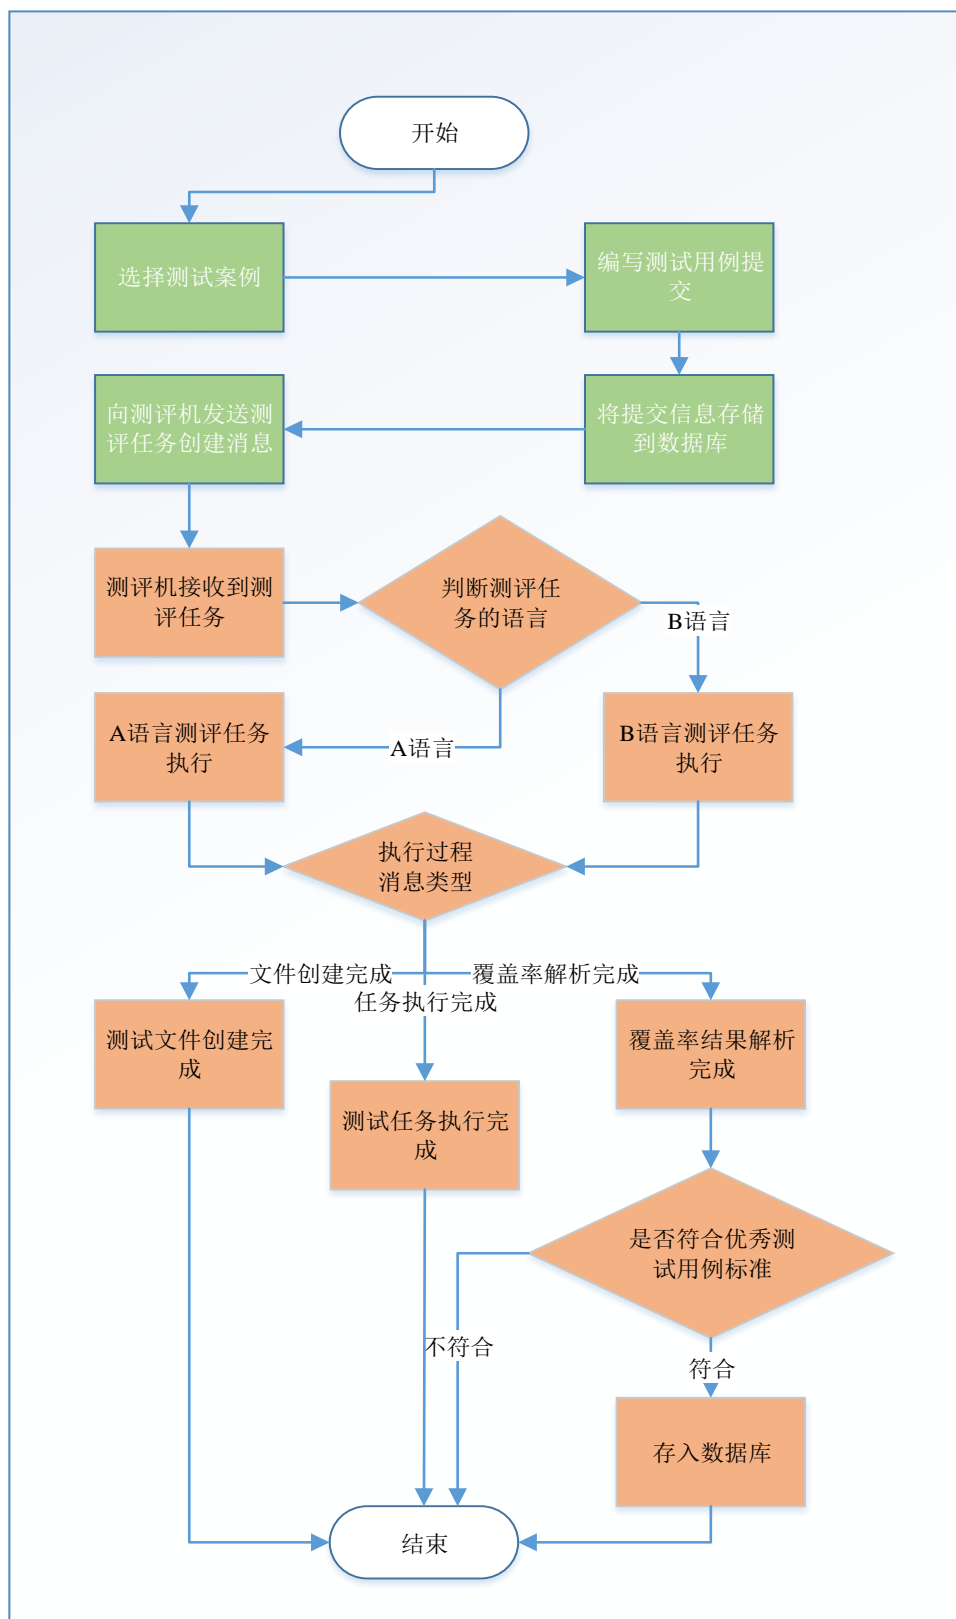 开始
选择测试案例
编写测试用例提
交
向测评机发送测
评任务创建消息
将提交信息存储
到数据库
测评机接收到测
评任务
判断测评任
务的语言
B语言
A语言测评任务
执行
A语言
B语言测评任务
执行
执行过程
消息类型
文件创建完成
覆盖率解析完成
任务执行完成
测试文件创建完
成
覆盖率结果解析
完成
测试任务执行完
成
是否符合优秀测
试用例标准
不符合
符合
存入数据库
结束